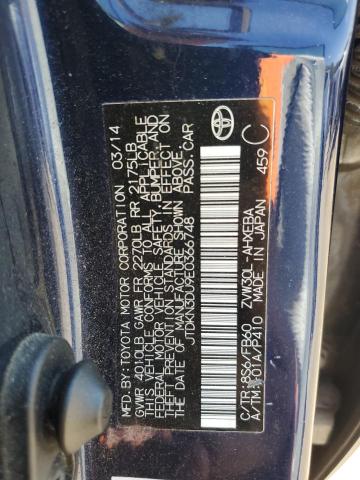 MFD BY:
TOYOTA MOTOR CORPORATION 03/14
GVWR 4010LB GAWR FR 2270LB RR 2175LB
THIS VEHICLE CONFORMS TO ALL APPLICABLE
FEDERAL MOTOR VEHICLE SAFETY, BUMPER, AND
THEFT PREVENTION STANDARDS IN EFFECT ON
THE DATE OF MANUFACTURE SHOWN ABOVE.
JTDKN3DU9E0366748 PASS. CAR
459 C
C/TR:8S6/FB60 ZVW30L-AHXEBA
A/TM:-01A/P410 MADE IN JAPAN